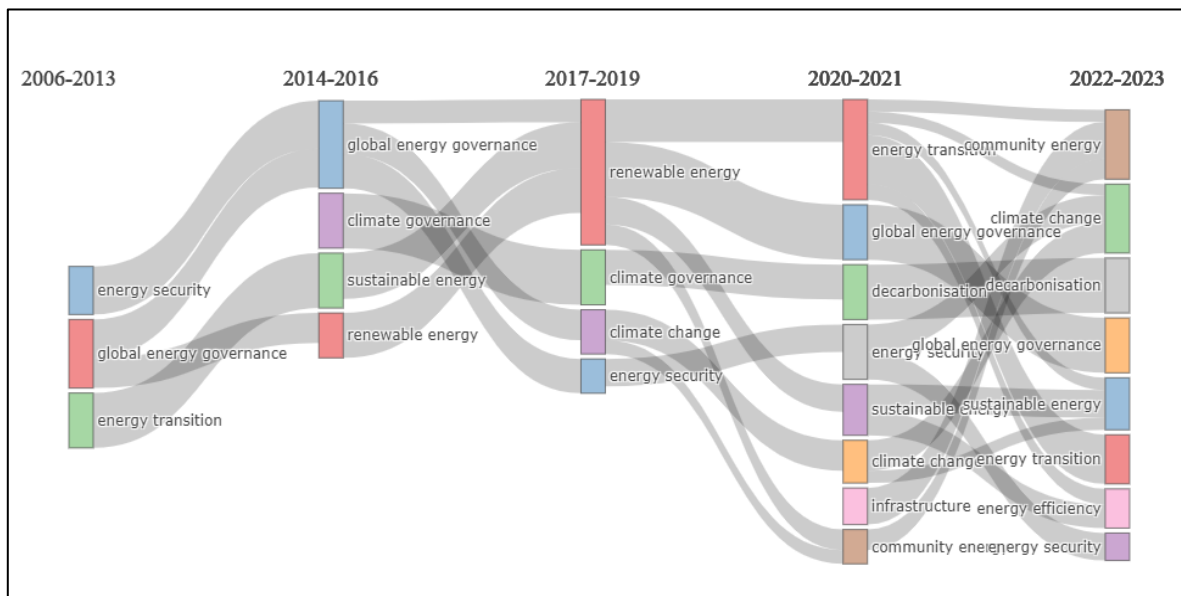 2006-2013
2014-2016
2017-2019
2020-2021
2022-2023
energy security
global energy governance
energy transition
global energy governance
climate governance
sustainable energy
renewable energy
renewable energy
climate governance
climate change
energy security
energy transition
global energy governance
decarbonisation
energy security
sustainable energy
climate change
infrastructure
community energy
community energy
climate change
decarbonisation
global energy governance
sustainable energy
energy transition
energy efficiency
energy security